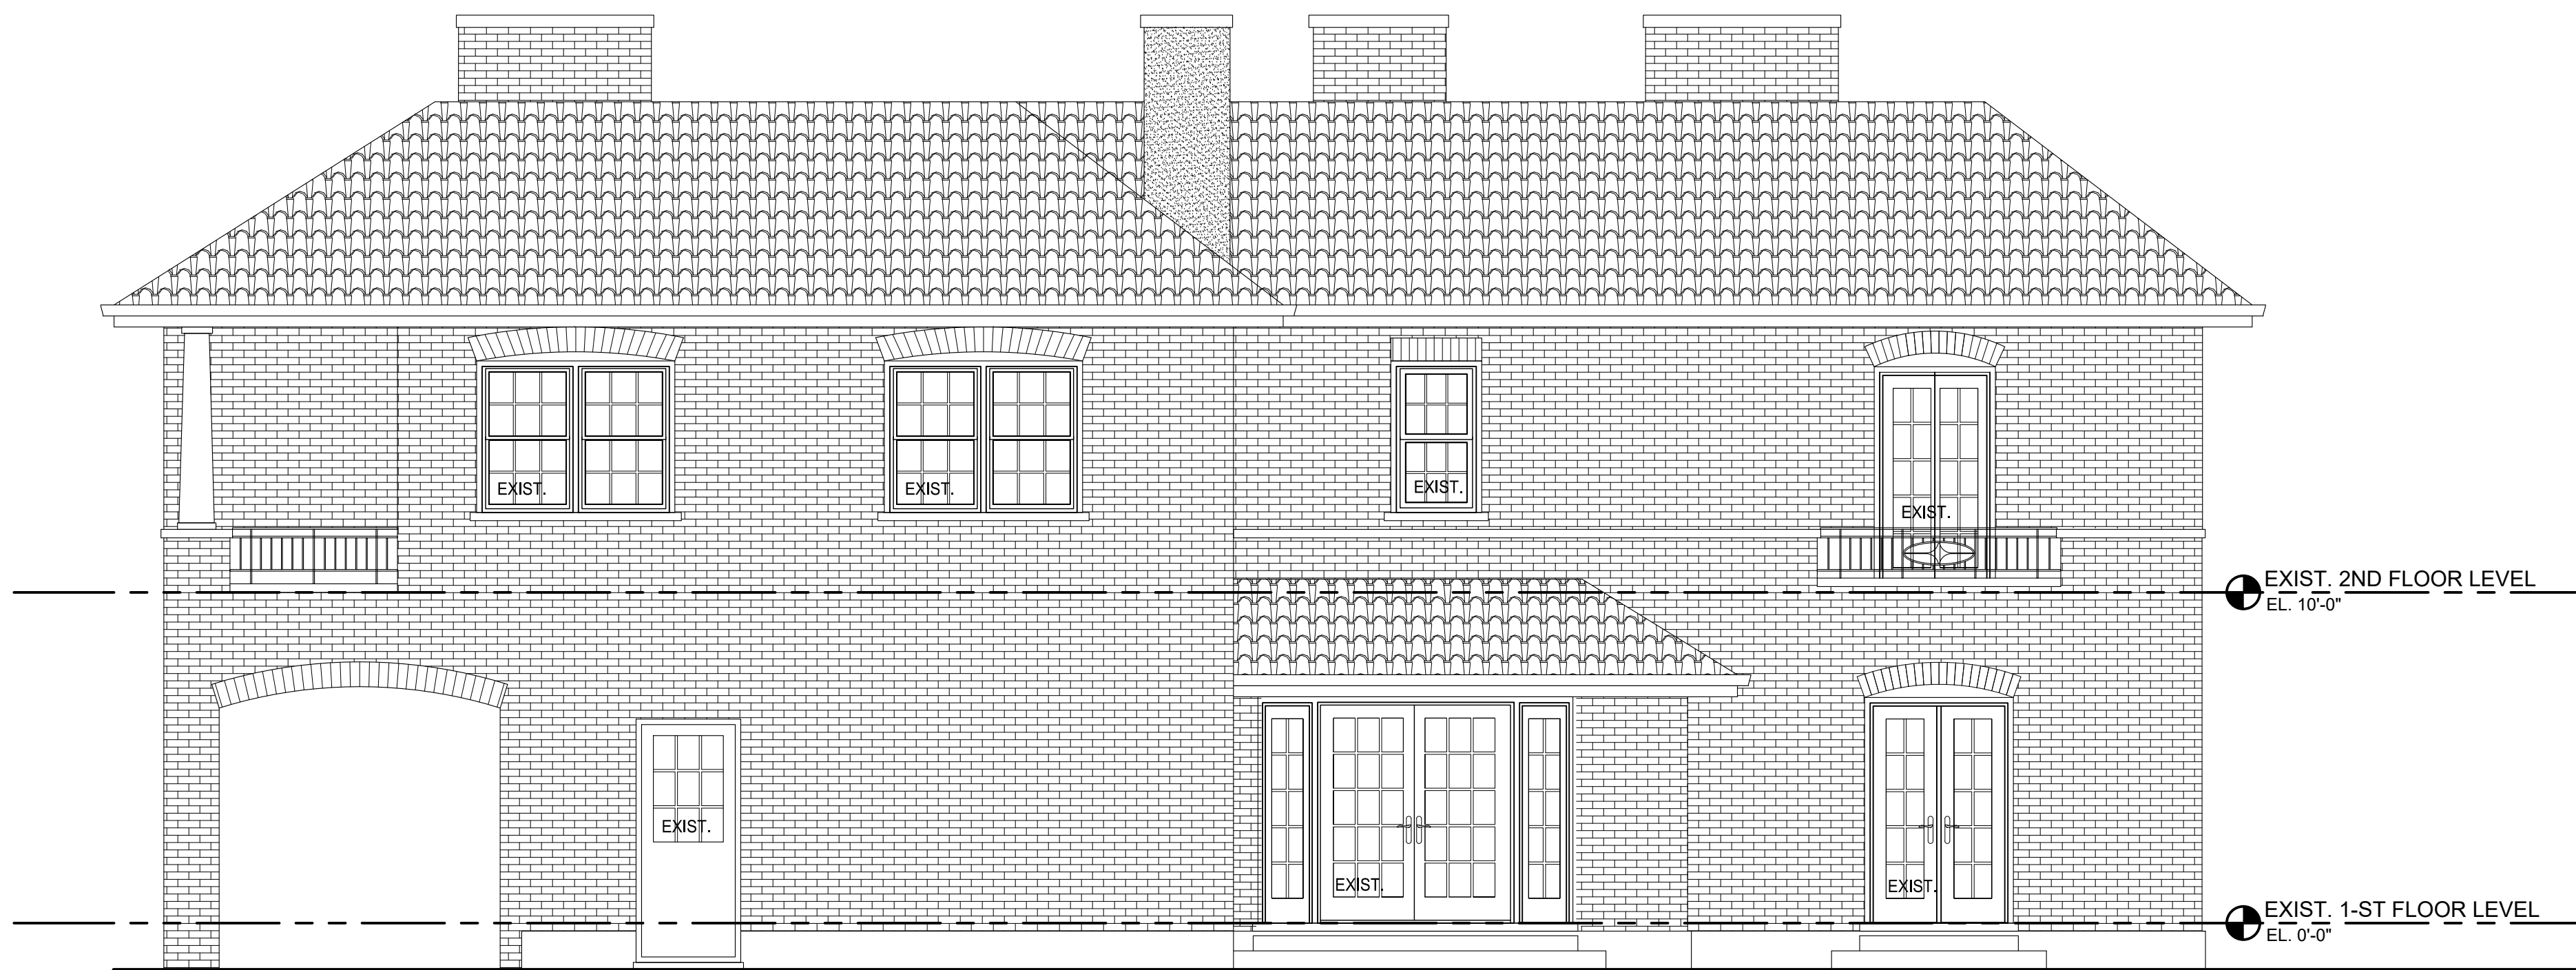 EXIST.
EXIST.
EXIST.
EXIST.
EXIST. 2ND FLOOR LEVEL
EL. 10'-0"
EXIST.
EXIST.
EXIST.
EXIST. 1-ST FLOOR LEVEL
EL. 0'-0"